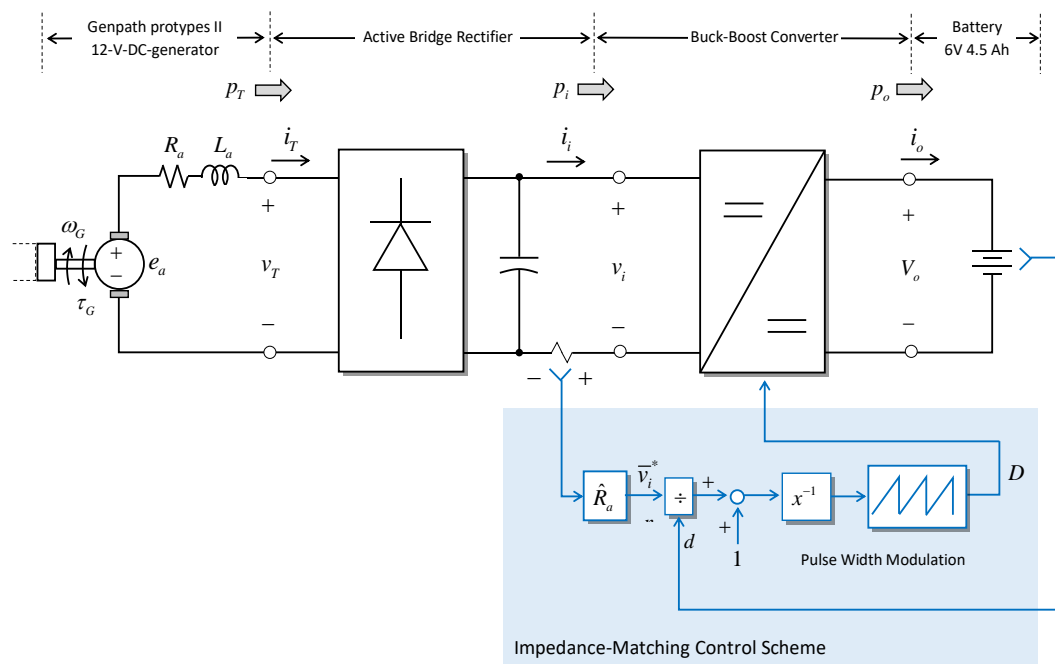 Genpath protypes II
12-V-DC-generator
Active Bridge Rectifier
Buck-Boost Converter
Battery
6V 4.5 Ah
p_T
p_i
p_o
R_a
L_a
i_T
i_i
i_o
+
+
+
ω_G
+
−
e_a
v_T
v_i
V_o
τ_G
−
−
−
− +
R̂_a
v̄_i^*
÷
+
x^{-1}
D
d
+
1
Pulse Width Modulation
Impedance-Matching Control Scheme